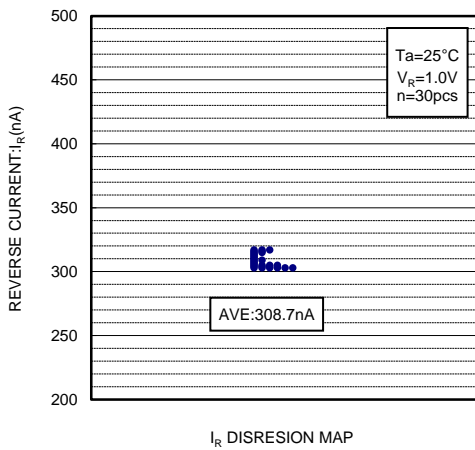 500
450
400
350
300
250
200
REVERSE CURRENT:I_R(nA)
Ta=25°C
V_R=1.0V
n=30pcs
AVE:308.7nA
I_R DISRESION MAP